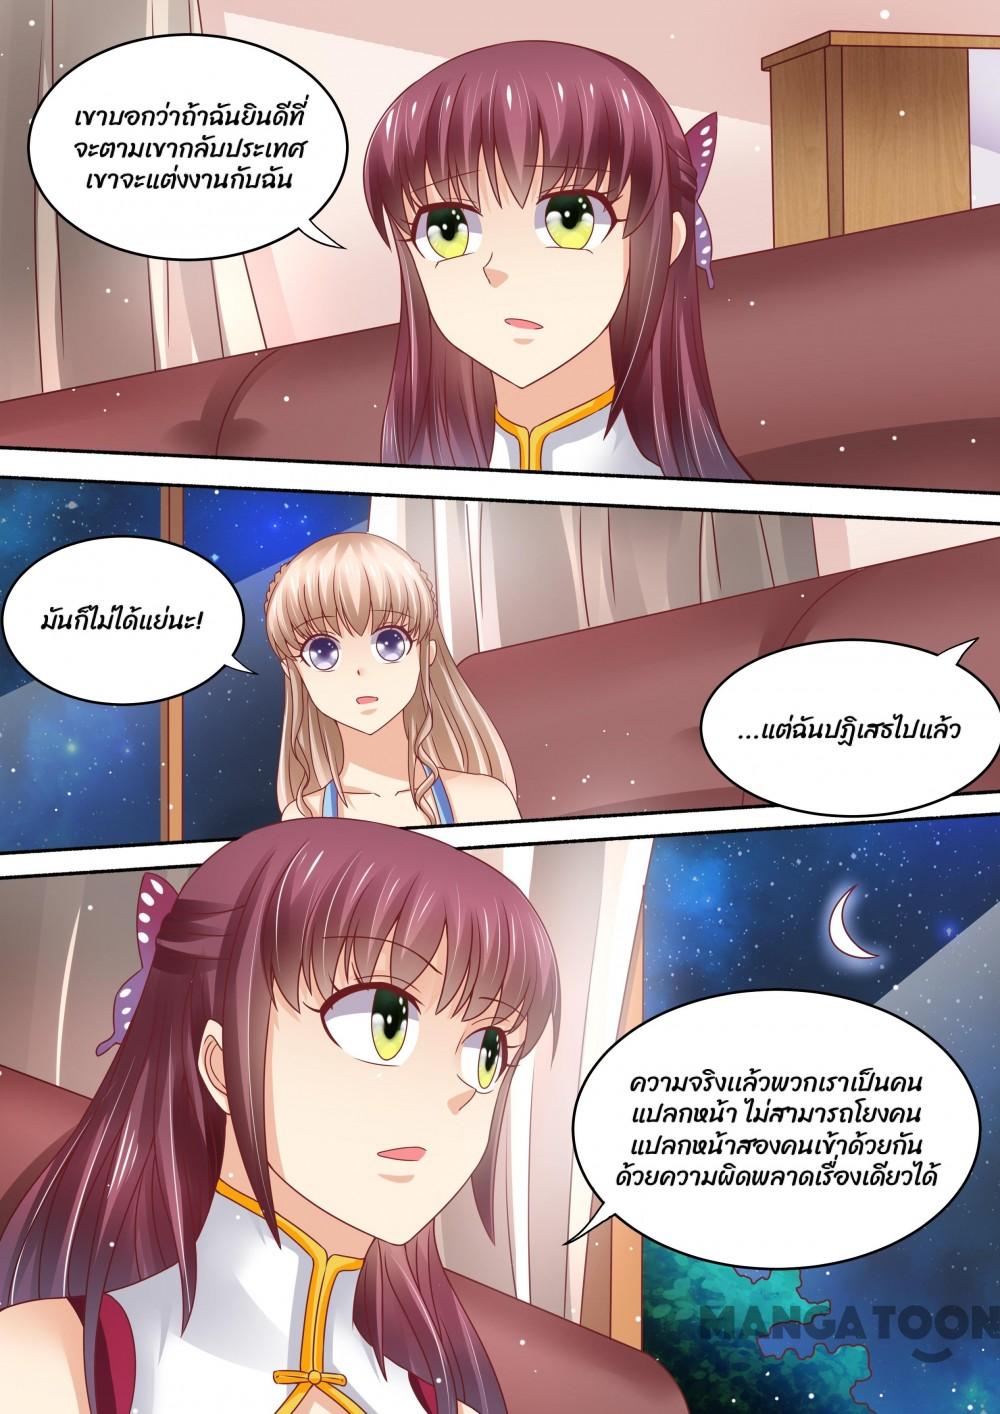 เขาบอกว่าถ้าฉันยินดีที่
จะตามเขากลับประเทศ
เขาจะแต่งงานกับฉัน
มันก็ไม่ได้แย่นะ!
...แต่ฉันปฏิเสธไปแล้ว
ความจริงแล้วพวกเราเป็นคน
แปลกหน้า ไม่สามารถโยงคน
แปลกหน้าสองคนเข้าด้วยกัน
ด้วยความผิดพลาดเรื่องเดียวได้
MANGATOON